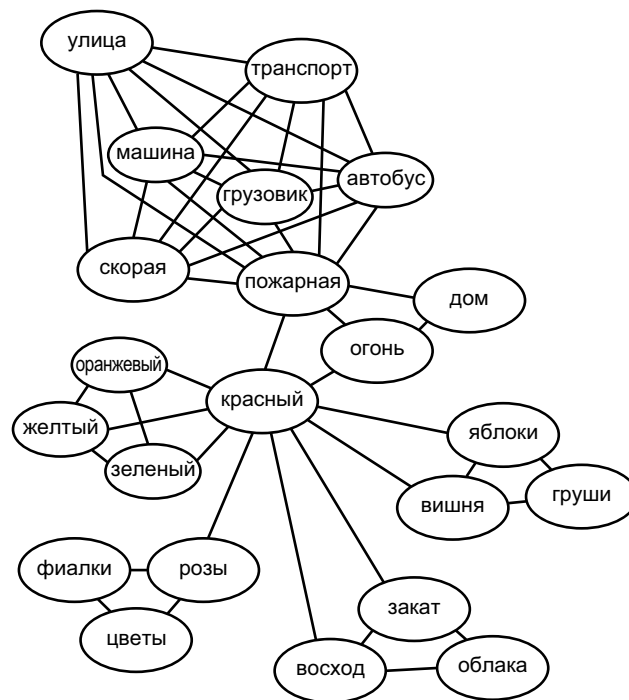 улица
транспорт
машина
автобус
грузовик
скорая
пожарная
дом
огонь
оранжевый
красный
желтый
зеленый
яблоки
вишня
груши
фиалки
розы
цветы
закат
восход
облака